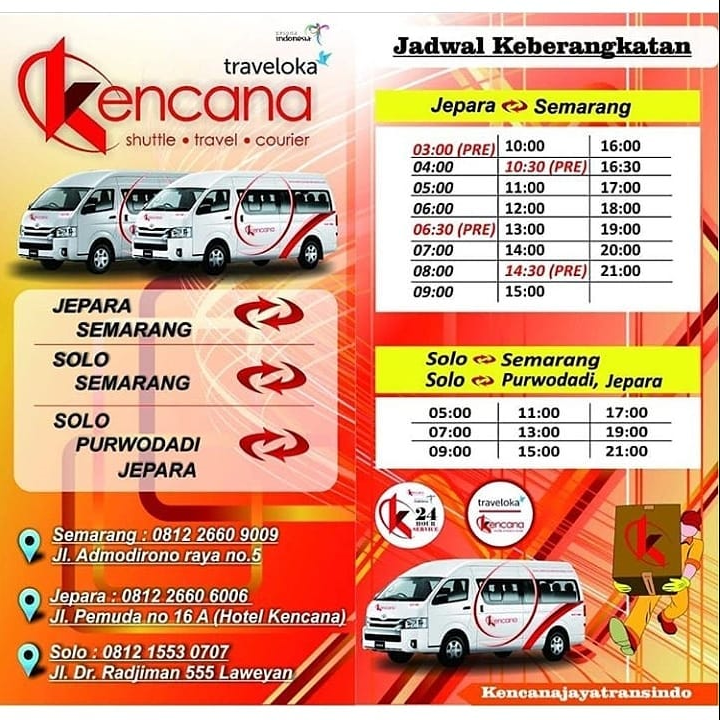 pesona
indonesia
traveloka
Kencana
shuttle • travel • courier
kencana
kencana
JEPARA
SEMARANG
SOLO
SEMARANG
SOLO
PURWODADI
JEPARA
Semarang : 0812 2660 9009
Jl. Admodirono raya no.5
Jepara : 0812 2660 6006
Jl. Pemuda no 16 A (Hotel Kencana)
Solo : 0812 1553 0707
Jl. Dr. Radjiman 555 Laweyan
Jadwal Keberangkatan
Jepara Semarang
03:00 (PRE) 10:00 16:00
04:00 10:30 (PRE) 16:30
05:00 11:00 17:00
06:00 12:00 18:00
06:30 (PRE) 13:00 19:00
07:00 14:00 20:00
08:00 14:30 (PRE) 21:00
09:00 15:00
Solo Semarang
Solo Purwodadi, Jepara
05:00 11:00 17:00
07:00 13:00 19:00
09:00 15:00 21:00
24
HOUR
SERVICE
traveloka
kencana
kencana
kencana
Kencanajayatransindo